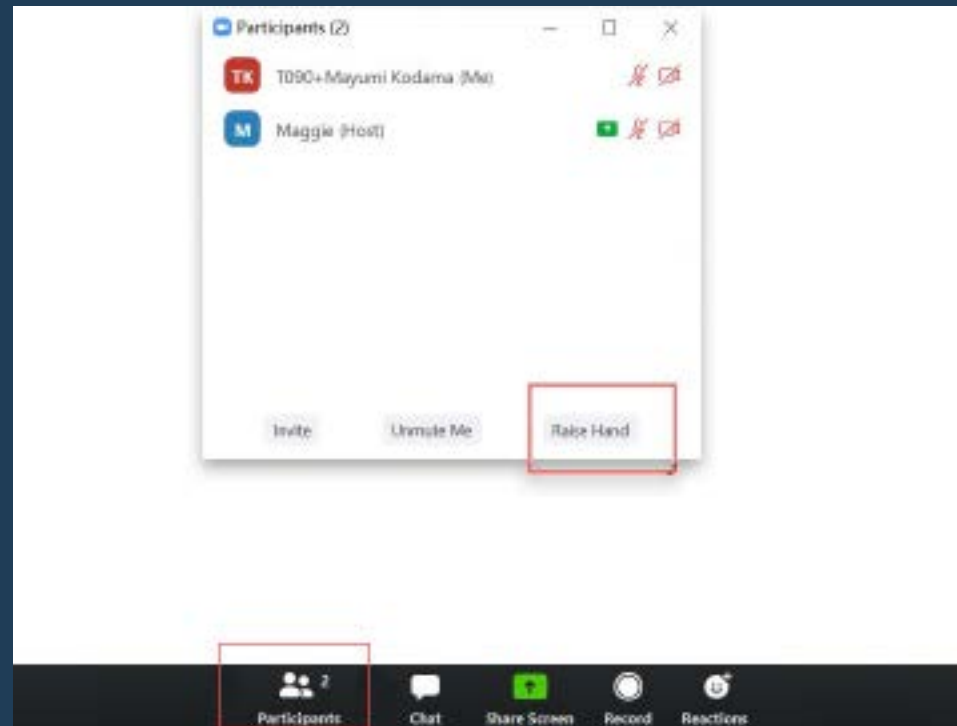 Participants (2)
TK T090+Mayumi Kodama (Me)
M Maggie (Host)
Invite Unmute Me Raise Hand
2
Participants Chat Share Screen Record Reactions